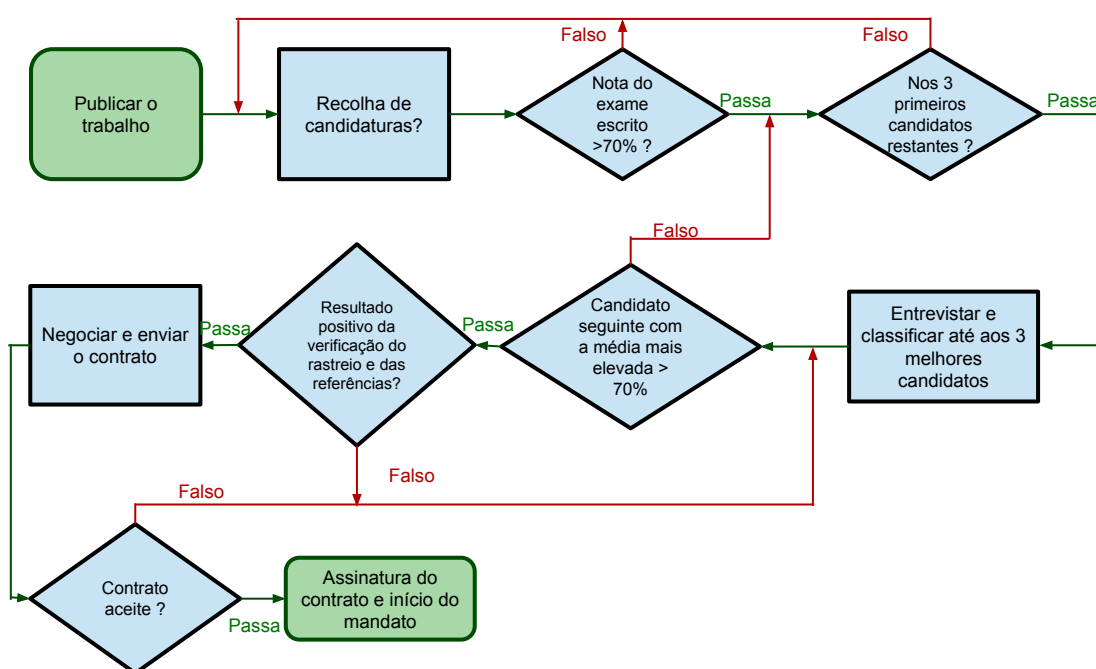 Falso
Falso
Publicar o
trabalho
Recolha de
candidaturas?
Nota do
exame
escrito
>70% ?
Passa
Nos 3
primeiros
candidatos
restantes ?
Passa
Falso
Negociar e enviar
o contrato
Passa
Resultado
positivo da
verificação do
rastreio e das
referências?
Passa
Candidato
seguinte com
a média mais
elevada >
70%
Entrevistar e
classificar até aos 3
melhores
candidatos
Falso
Falso
Contrato
aceite ?
Passa
Assinatura do
contrato e início do
mandato